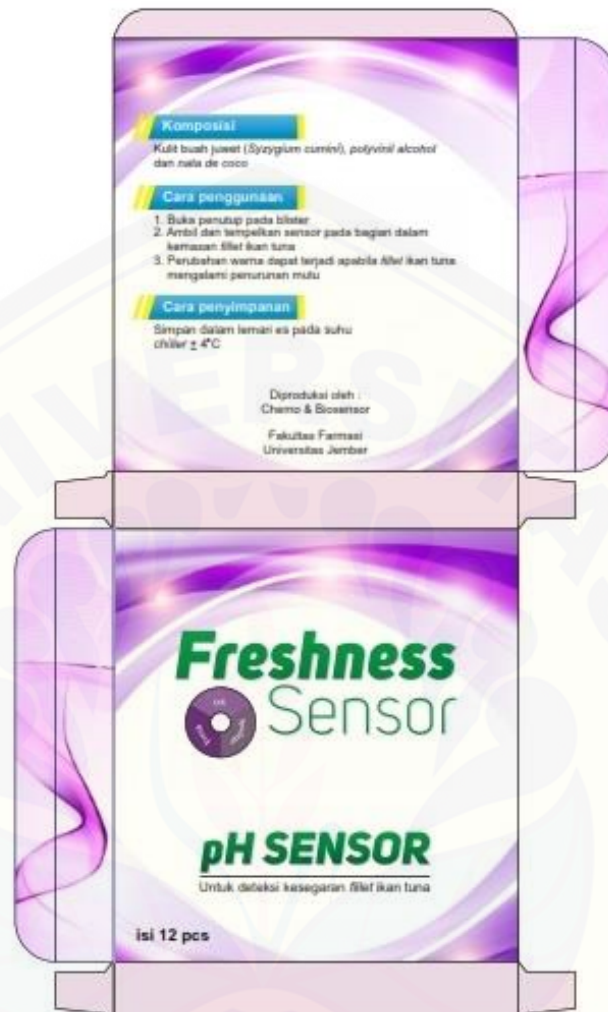 Komposisi
Kulit buah juwet (Syzygium cumini), polyvinil alcohol
dan nata de coco
Cara penggunaan
1. Buka penutup pada blister
2. Ambil dan tempelkan sensor pada bagian dalam
kemasan fillet ikan tuna
3. Perubahan warna dapat terjadi apabila fillet ikan tuna
mengalami penurunan mutu
Cara penyimpanan
Simpan dalam lemari es pada suhu
chiller ± 4°C
Diproduksi oleh :
Chemo & Biosensor
Fakultas Farmasi
Universitas Jember
Freshness
Sensor
pH SENSOR
Untuk deteksi kesegaran fillet ikan tuna
isi 12 pcs